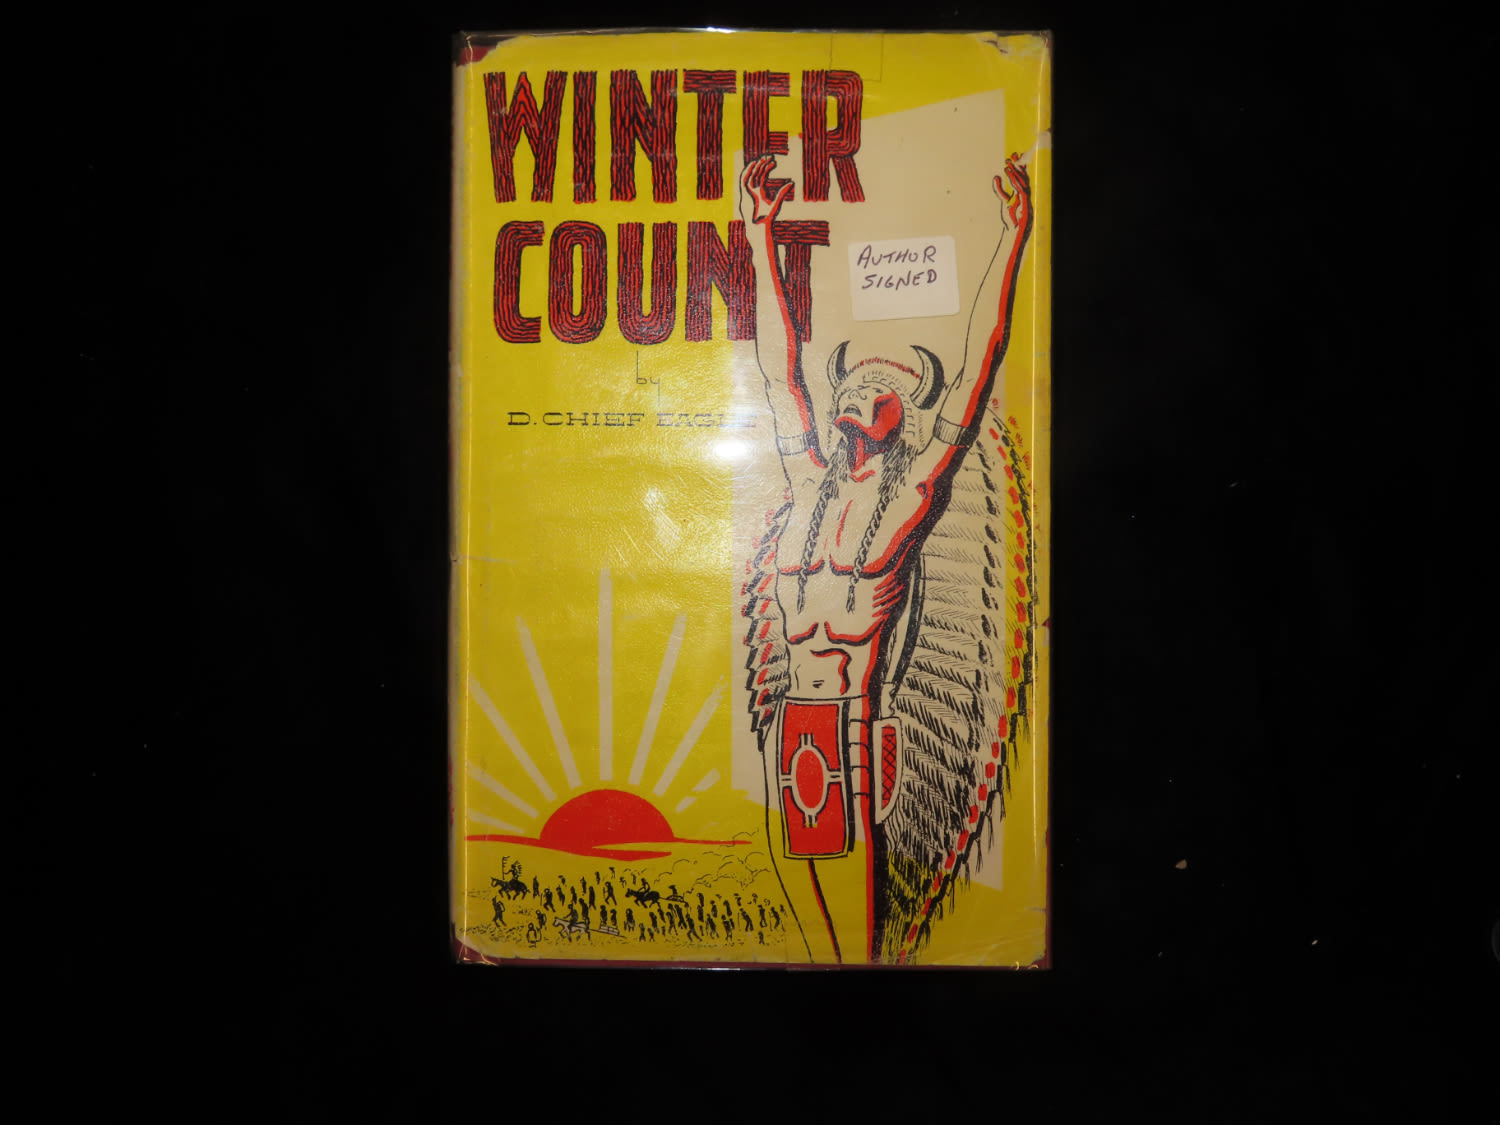 WINTER
COUNT
by
D. CHIEF EAGLE
AUTHOR
SIGNED